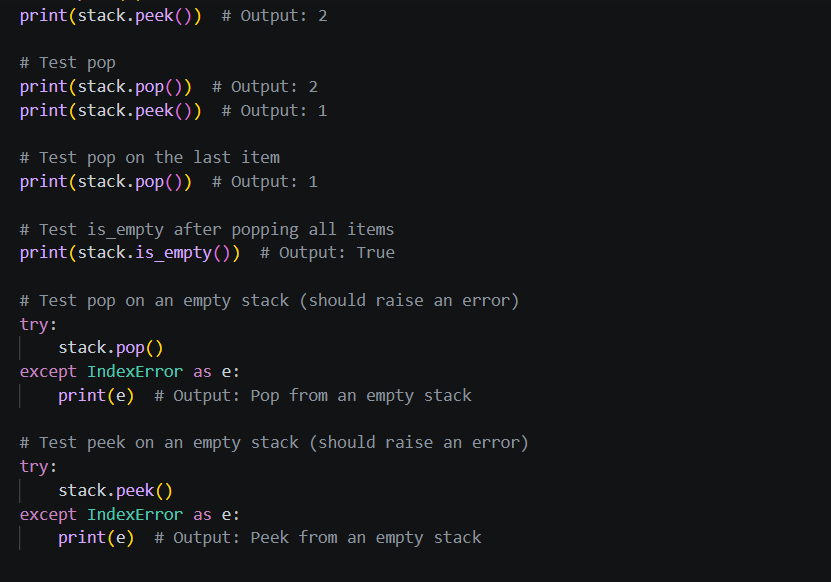 print(stack.peek())  # Output: 2
# Test pop
print(stack.pop())  # Output: 2
print(stack.peek())  # Output: 1
# Test pop on the last item
print(stack.pop())  # Output: 1
# Test is_empty after popping all items
print(stack.is_empty())  # Output: True
# Test pop on an empty stack (should raise an error)
try:
    stack.pop()
except IndexError as e:
    print(e)  # Output: Pop from an empty stack
# Test peek on an empty stack (should raise an error)
try:
    stack.peek()
except IndexError as e:
    print(e)  # Output: Peek from an empty stack